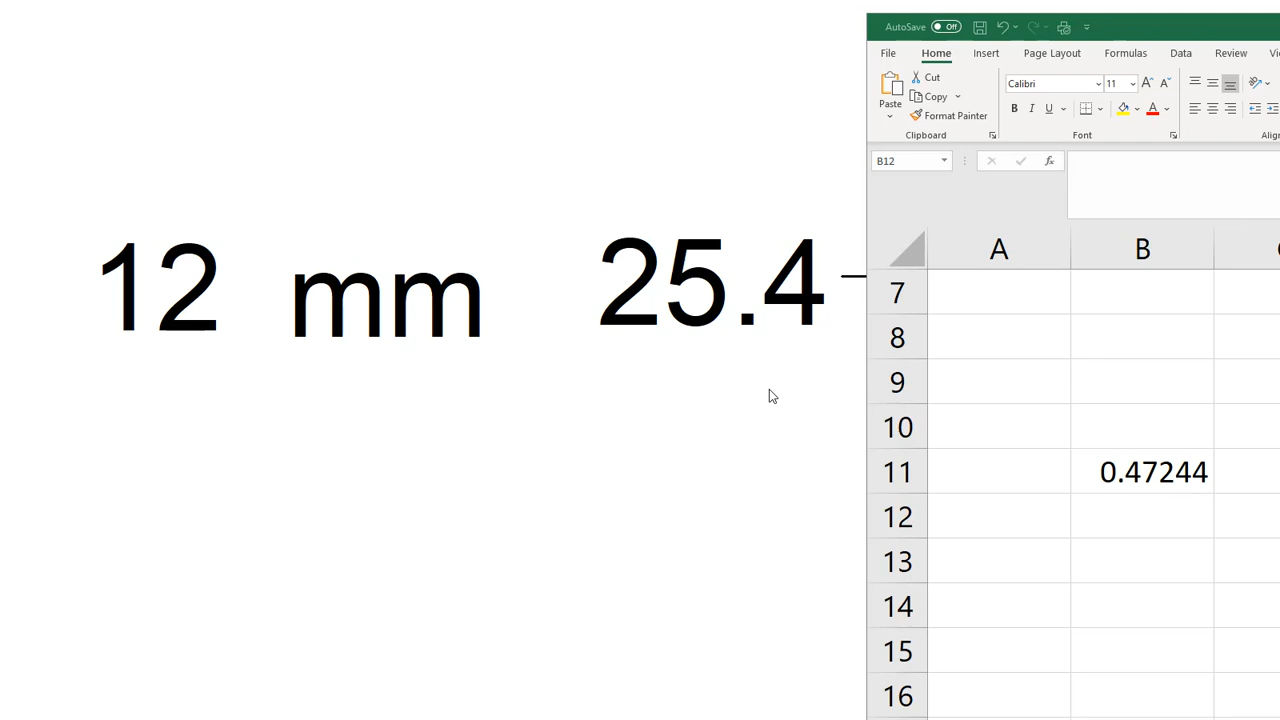 12 mm 25.4
AutoSave Off
File Home Insert Page Layout Formulas Data Review
Cut
Copy
Format Painter
Paste
Calibri 11
B I U A
Clipboard Font
B12 fx
A B
7
8
9
10
11 0.47244
12
13
14
15
16